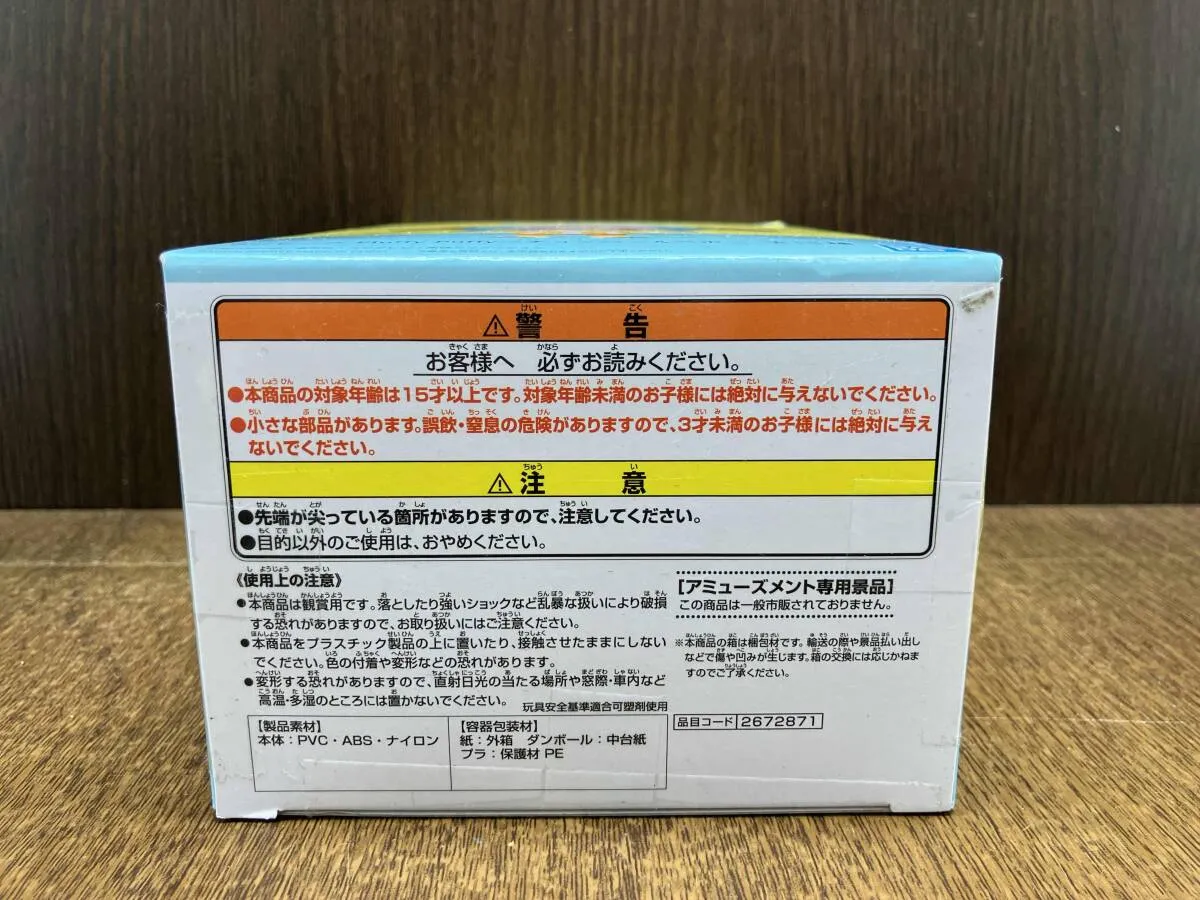 Fluffy Puffy
⚠警告
お客様へ 必ずお読みください。
●本商品の対象年齢は15才以上です。対象年齢未満のお子様には絶対に与えないでください。
●小さな部品があります。誤飲・窒息の危険がありますので、3才未満のお子様には絶対に与え
ないでください。
⚠注意
●先端が尖っている箇所がありますので、注意してください。
●目的以外のご使用は、おやめください。
《使用上の注意》
●本商品は観賞用です。落としたり強いショックなど乱暴な扱いにより破損
する恐れがありますので、お取り扱いにはご注意ください。
●本商品をプラスチック製品の上に置いたり、接触させたままにしない
でください。色の付着や変形などの恐れがあります。
●変形する恐れがありますので、直射日光の当たる場所や窓際・車内など
高温・多湿のところには置かないでください。
玩具安全基準適合可塑剤使用
【製品素材】
本体：PVC・ABS・ナイロン
【容器包装材】
紙：外箱 ダンボール：中台紙
プラ：保護材 PE
[アミューズメント専用景品]
この商品は一般市販されておりません。
※本商品の箱は梱包材です。輸送の際や景品払い出し
などで傷や凹みが生じます。箱の交換には応じかねま
すのでご了承ください。
品目コード 2672871